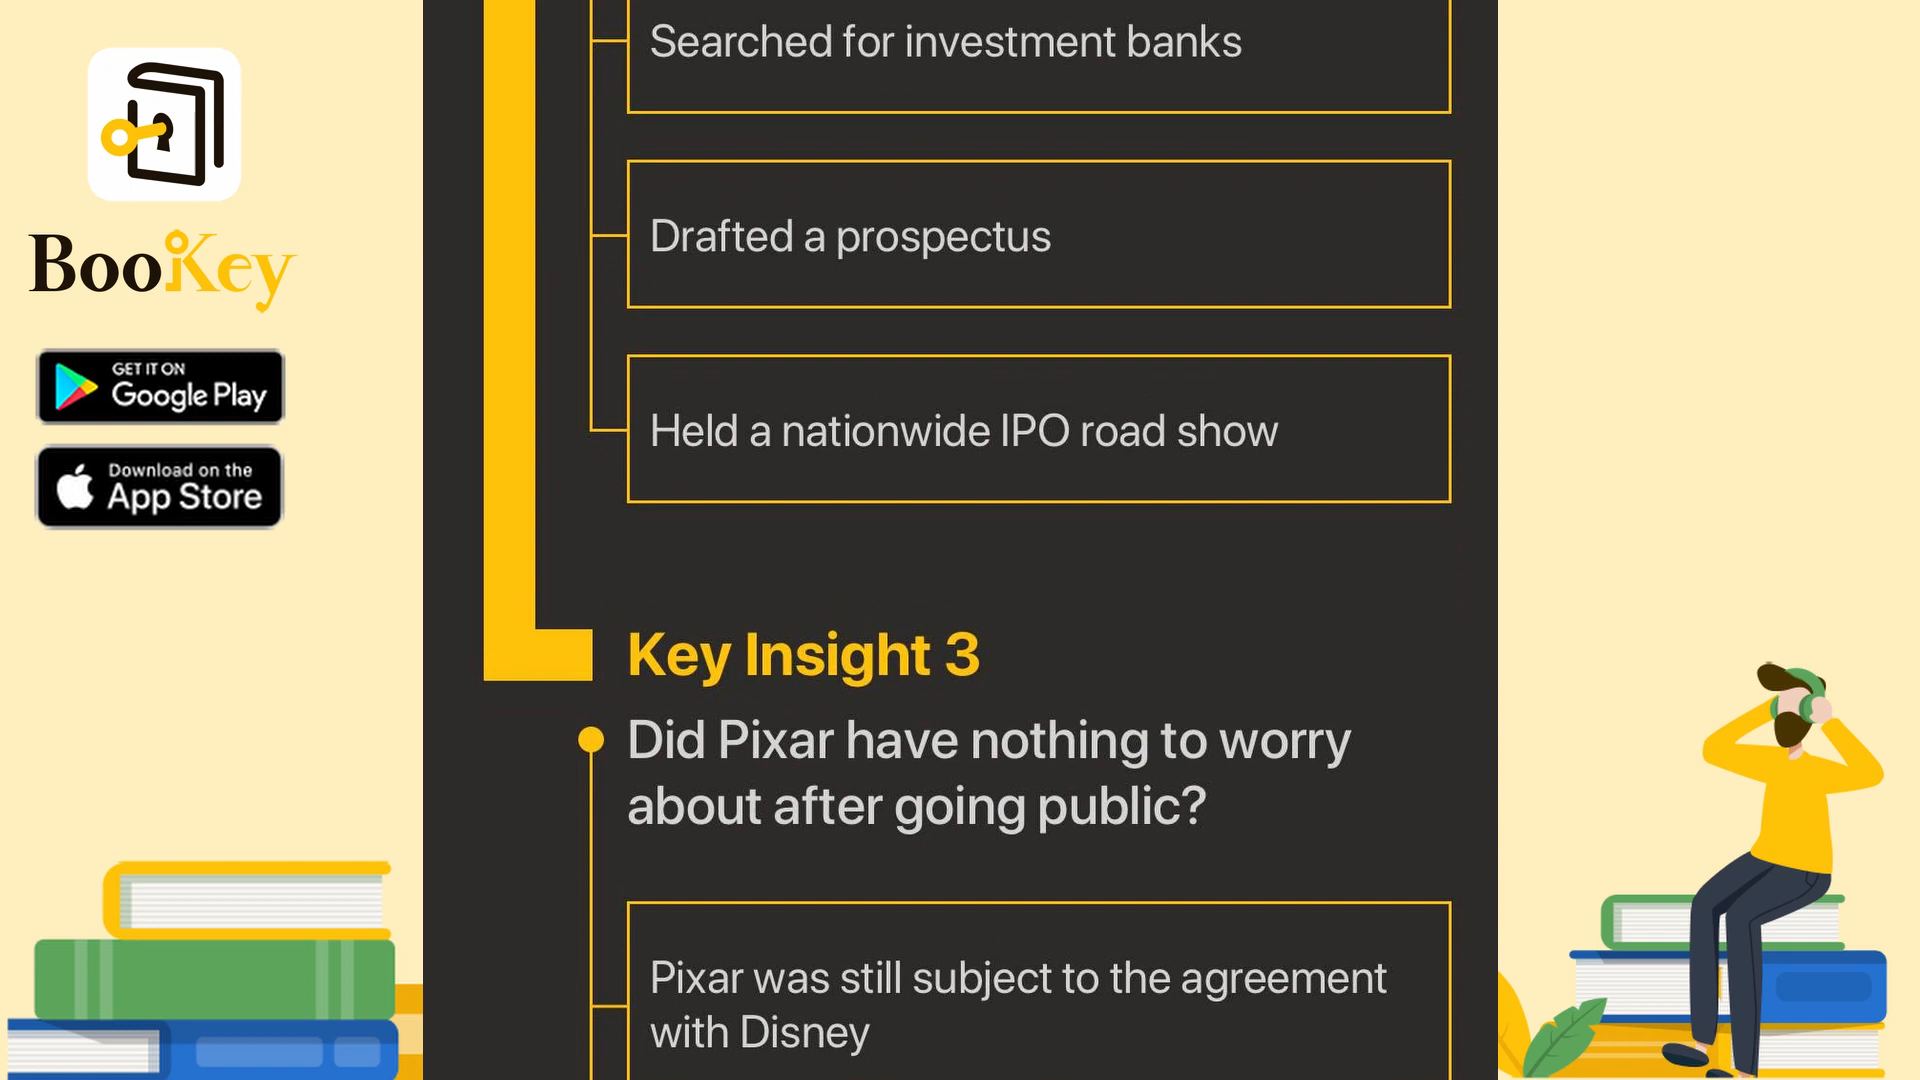 BooKey
GET IT ON
Google Play
Download on the
App Store
Searched for investment banks
Drafted a prospectus
Held a nationwide IPO road show
Key Insight 3
Did Pixar have nothing to worry
about after going public?
Pixar was still subject to the agreement
with Disney